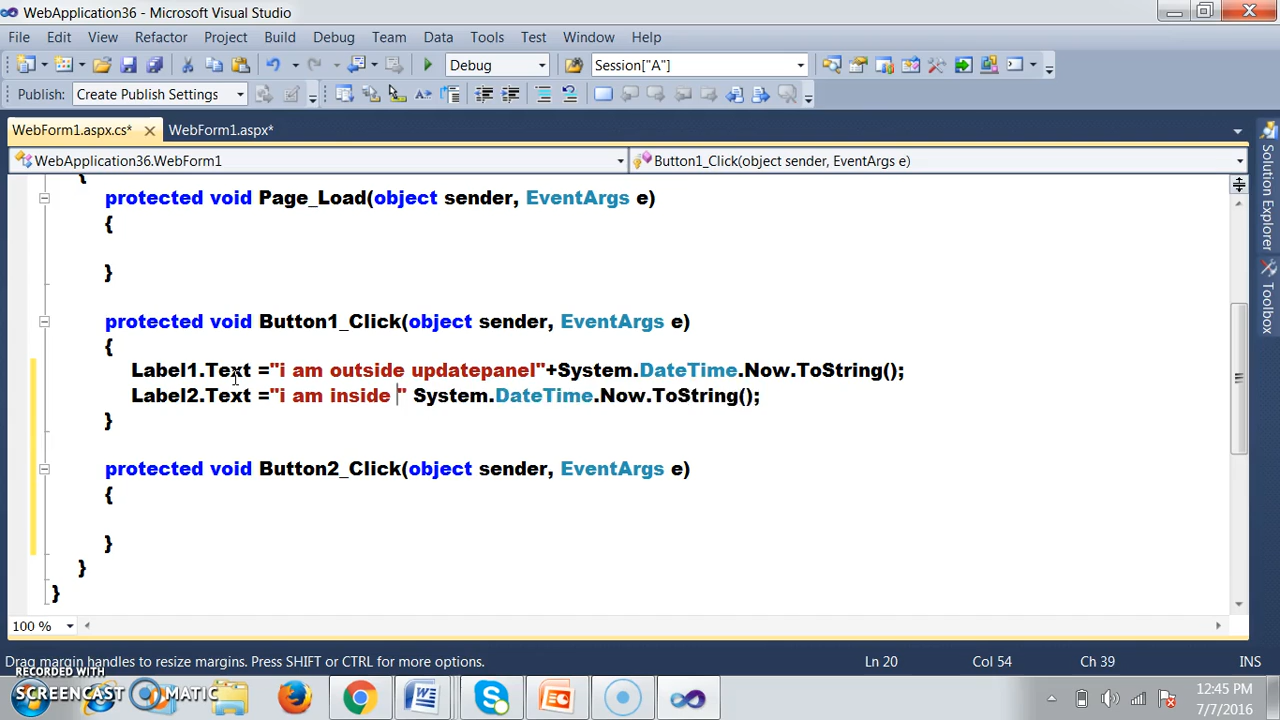 WebApplication36 - Microsoft Visual Studio
File Edit View Refactor Project Build Debug Team Data Tools Test Window Help
Debug Session["A"]
Publish: Create Publish Settings
WebForm1.aspx.cs* WebForm1.aspx*
WebApplication36.WebForm1 Button1_Click(object sender, EventArgs e)
{
protected void Page_Load(object sender, EventArgs e)
{
}
protected void Button1_Click(object sender, EventArgs e)
{
Label1.Text ="i am outside updatepanel"+System.DateTime.Now.ToString();
Label2.Text ="i am inside " System.DateTime.Now.ToString();
}
protected void Button2_Click(object sender, EventArgs e)
{
}
}
}
Solution Explorer
Toolbox
100 %
Drag margin handles to resize margins. Press SHIFT or CTRL for more options. Ln 20 Col 54 Ch 39 INS
RECORDED WITH
SCREENCAST MATIC
12:45 PM
7/7/2016